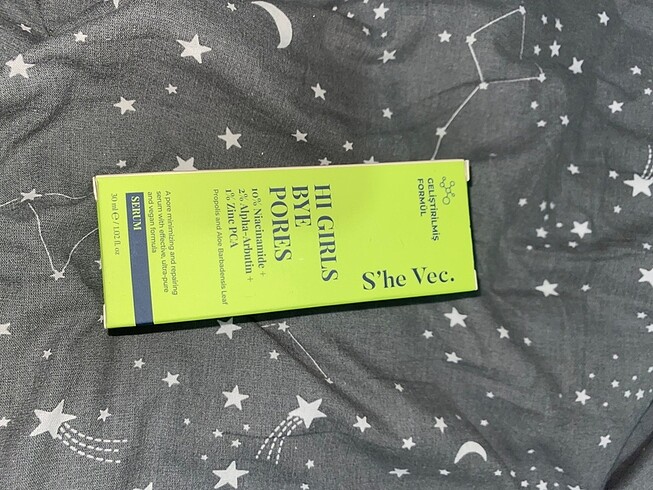 GELİŞTİRİLMİŞ
FORMÜL
S'he Vec.
HI GIRLS
BYE
PORES
10% Niacinamide +
2% Alpha-Arbutin +
1% Zinc PCA
Propolis and Aloe Barbadensis Leaf
SERUM
A pore minimizing and repairing
serum with effective, ultra-pure
and vegan formula
30 ml e / 1.02 fl. oz